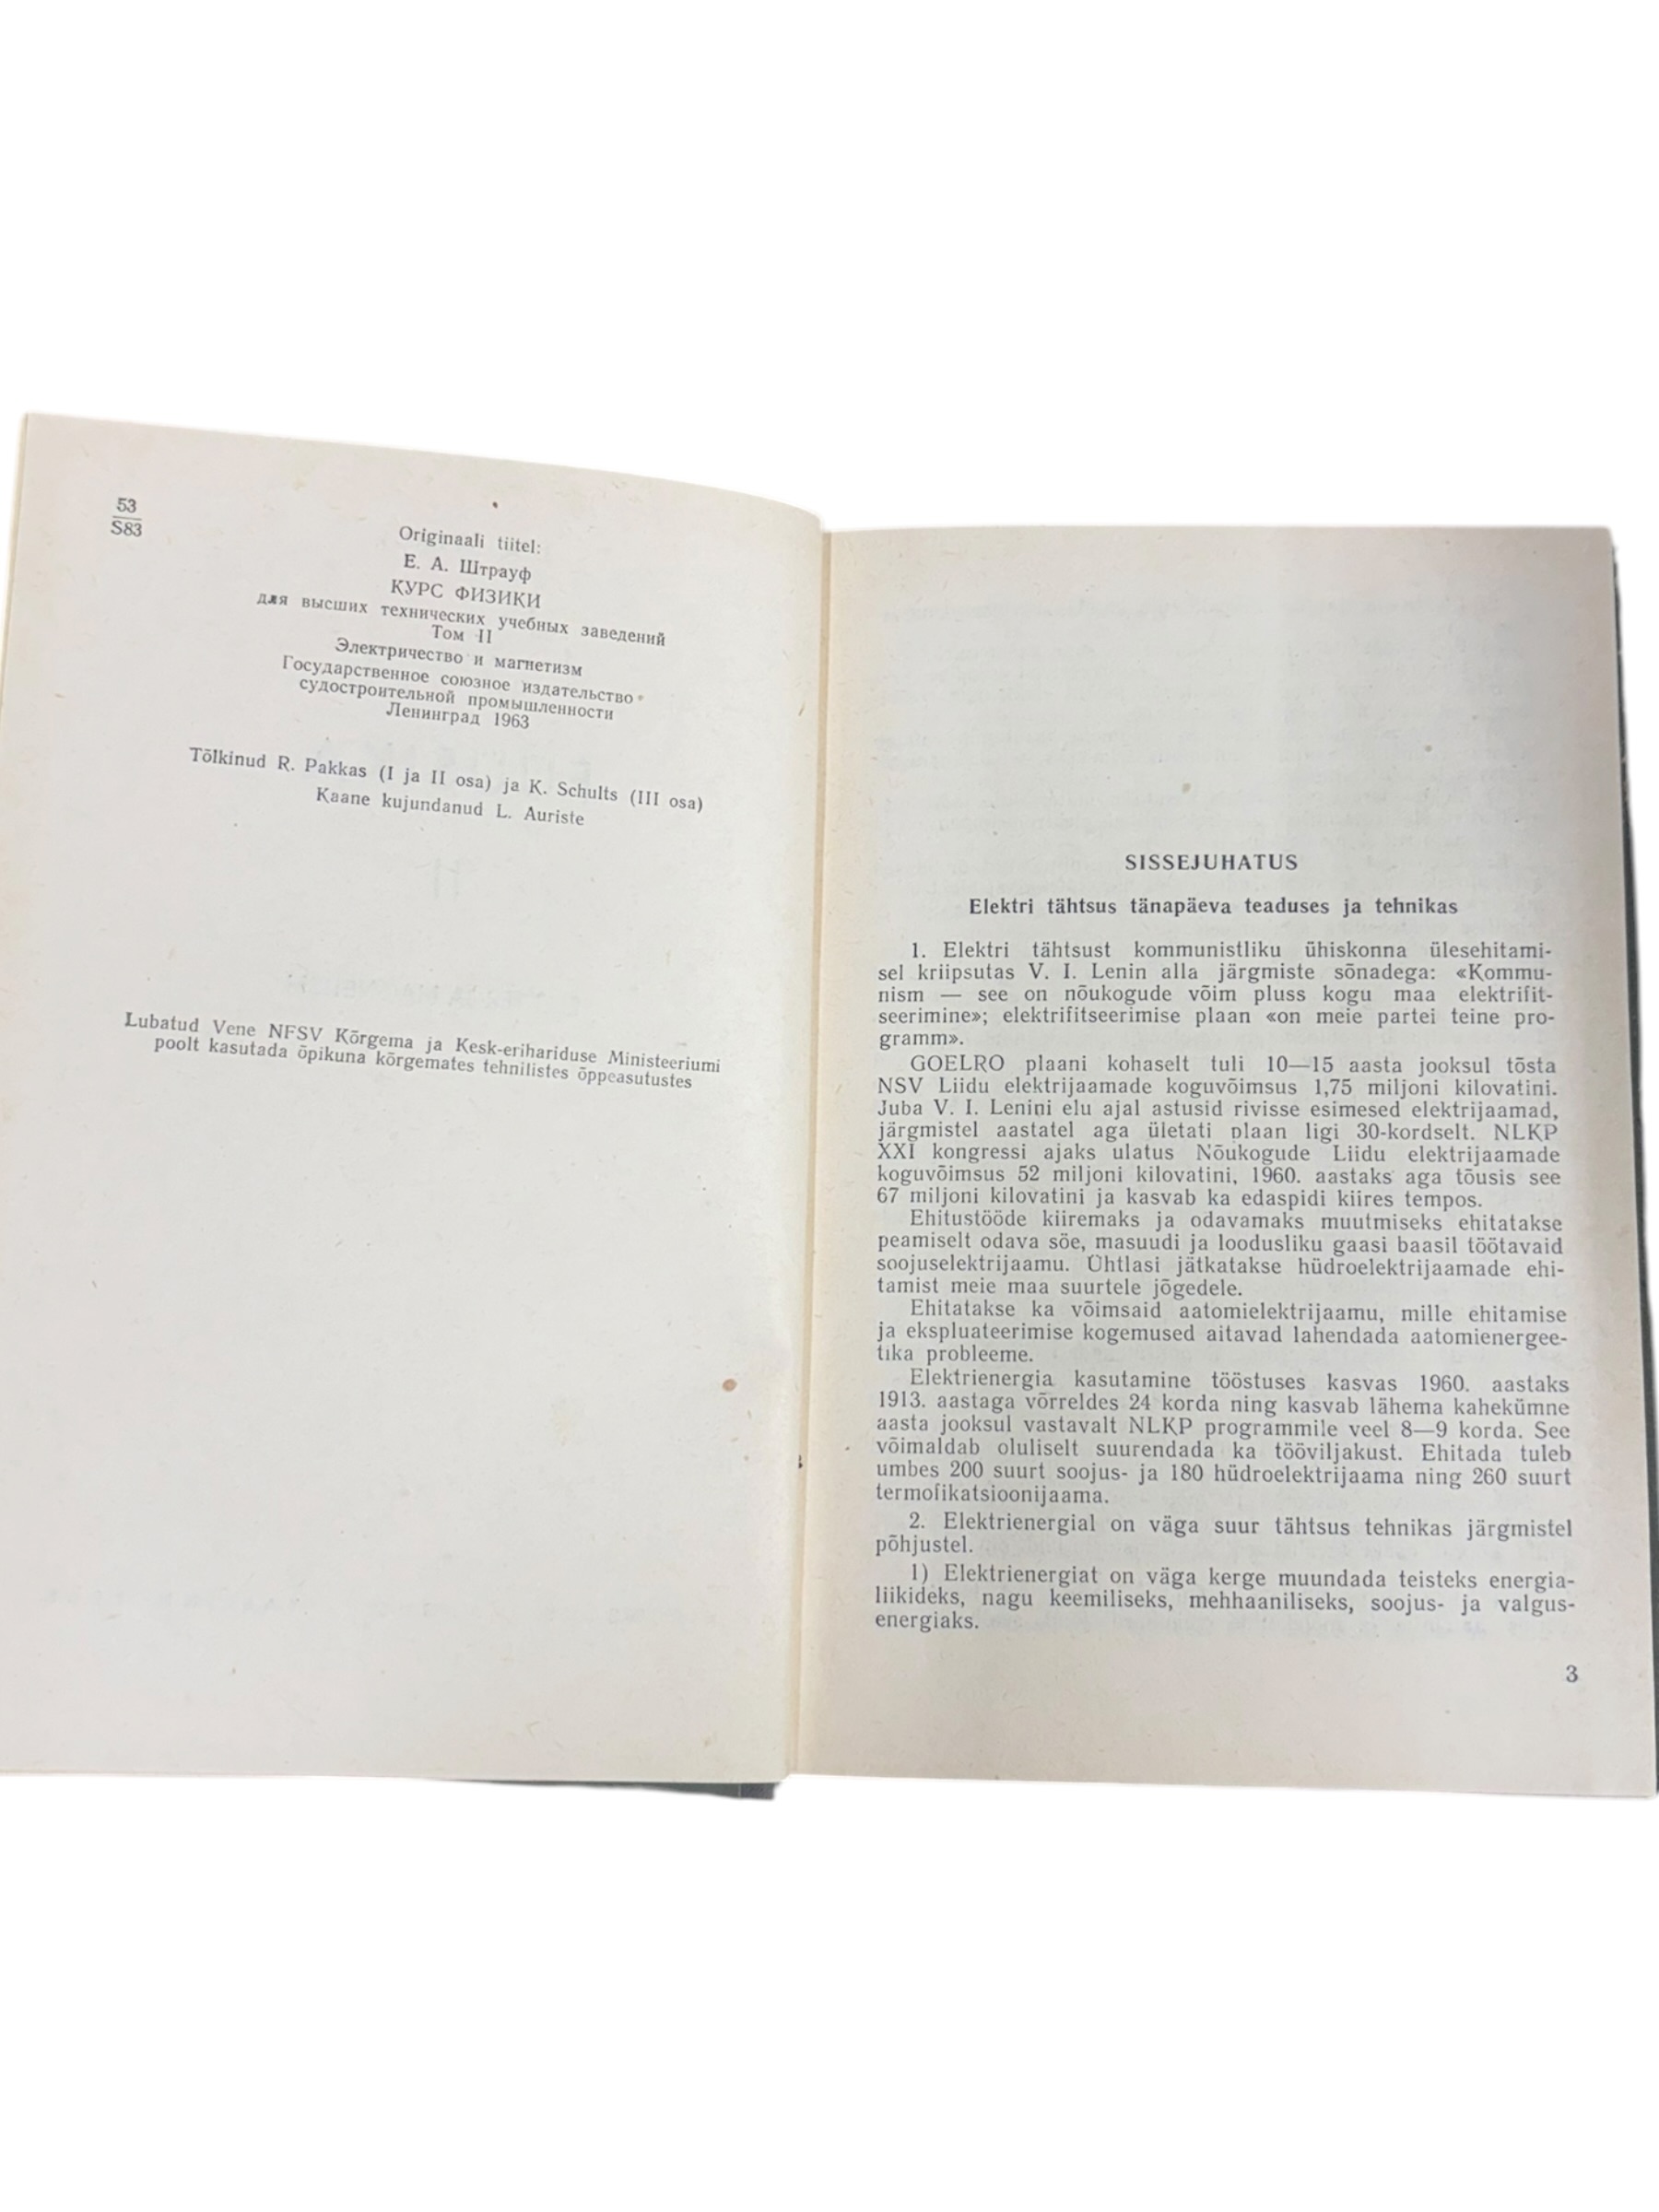 53
S83
Originaali tiitel:
Е. А. Штрауф
КУРС ФИЗИКИ
для высших технических учебных заведений
Том II
Электричество и магнетизм
Государственное союзное издательство
судостроительной промышленности
Ленинград 1963
Tõlkinud R. Pakkas (I ja II osa) ja K. Schults (III osa)
Kaane kujundanud L. Auriste
Lubatud Vene NFSV Kõrgema ja Kesk-erihariduse Ministeeriumi
poolt kasutada õpikuna kõrgemates tehnilistes õppeasutustes
SISSEJUHATUS
Elektri tähtsus tänapäeva teaduses ja tehnikas
1. Elektri tähtsust kommunistliku ühiskonna ülesehitami-
sel kriipsutas V. I. Lenin alla järgmiste sõnadega: «Kommu-
nism — see on nõukogude võim pluss kogu maa elektrifit-
seerimine»; elektrifitseerimise plaan «on meie partei teine pro-
gramm».
GOELRO plaani kohaselt tuli 10—15 aasta jooksul tõsta
NSV Liidu elektrijaamade koguvõimsus 1,75 miljoni kilovatini.
Juba V. I. Lenini elu ajal astusid rivisse esimesed elektrijaamad,
järgmistel aastatel aga ületati plaan ligi 30-kordselt. NLKP
XXI kongressi ajaks ulatus Nõukogude Liidu elektrijaamade
koguvõimsus 52 miljoni kilovatini, 1960. aastaks aga tõusis see
67 miljoni kilovatini ja kasvab ka edaspidi kiires tempos.
Ehitustööde kiiremaks ja odavamaks muutmiseks ehitatakse
peamiselt odava söe, masuudi ja loodusliku gaasi baasil töötavaid
soojuselektrijaamu. Ühtlasi jätkatakse hüdroelektrijaamade ehi-
tamist meie maa suurtele jõgedele.
Ehitatakse ka võimsaid aatomielektrijaamu, mille ehitamise
ja ekspluateerimise kogemused aitavad lahendada aatomienergee-
tika probleeme.
Elektrienergia kasutamine tööstuses kasvas 1960. aastaks
1913. aastaga võrreldes 24 korda ning kasvab lähema kahekümne
aasta jooksul vastavalt NLKP programmile veel 8—9 korda. See
võimaldab oluliselt suurendada ka tööviljakust. Ehitada tuleb
umbes 200 suurt soojus- ja 180 hüdroelektrijaama ning 260 suurt
termofikatsioonijaama.
2. Elektrienergial on väga suur tähtsus tehnikas järgmistel
põhjustel.
1) Elektrienergiat on väga kerge muundada teisteks energia-
liikideks, nagu keemiliseks, mehhaaniliseks, soojus- ja valgus-
energiaks.
3